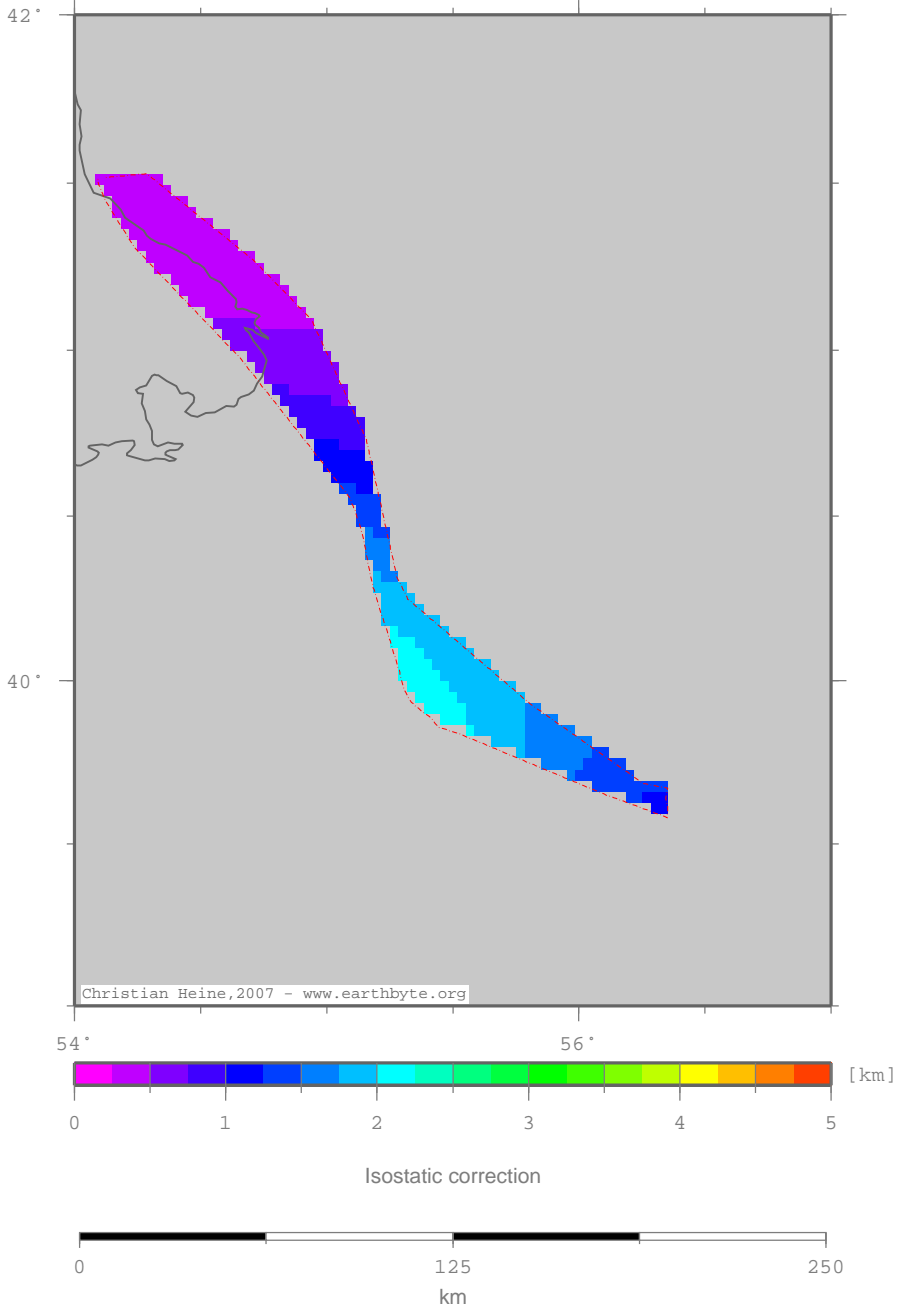 42°
40°
Christian Heine,2007 - www.earthbyte.org
54° 56°
[km]
0 1 2 3 4 5
Isostatic correction
0 125 250
km